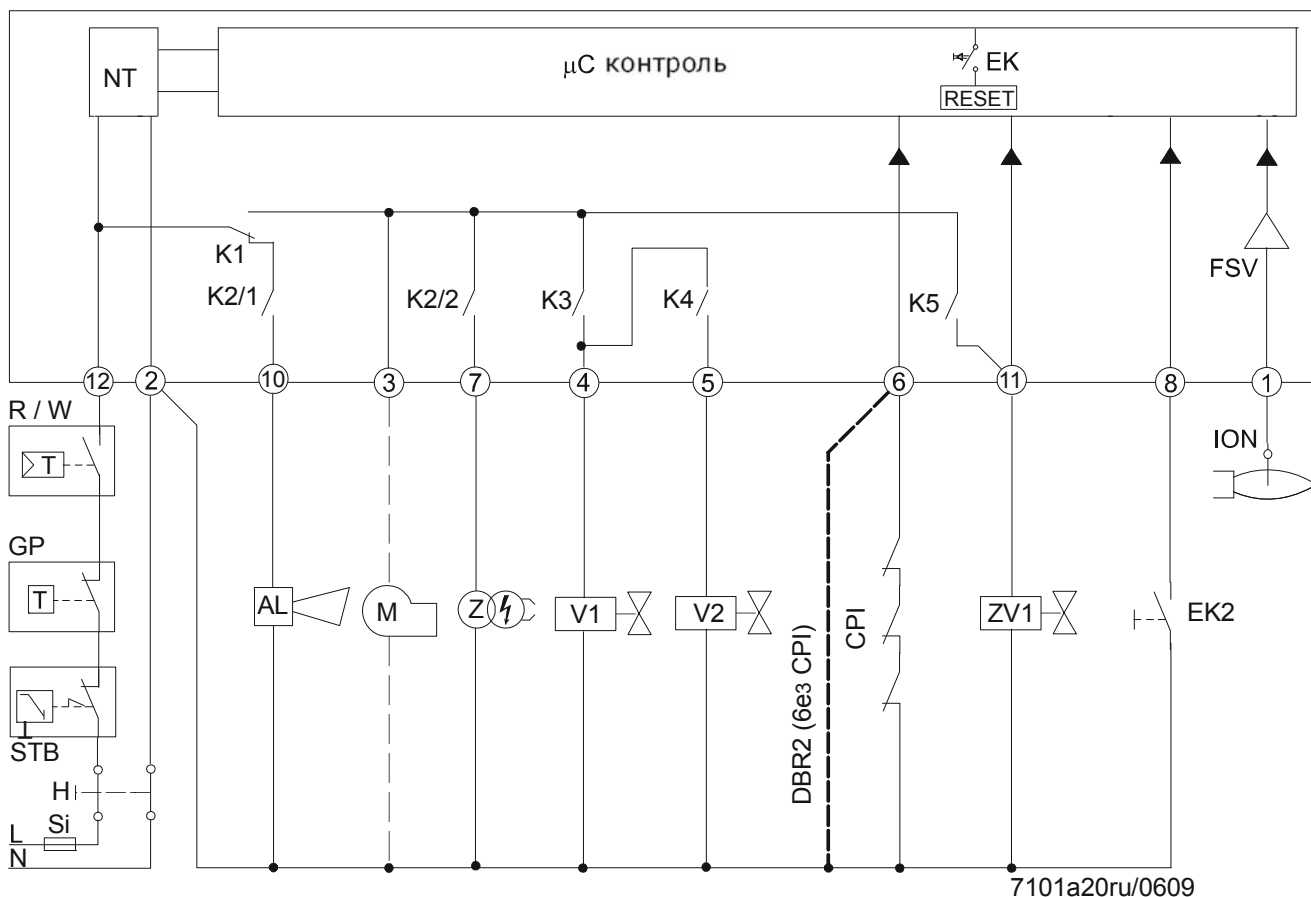 NT
μC контроль
EK
RESET
K1
K2/1
K2/2
K3
K4
K5
FSV
12
2
10
3
7
4
5
6
11
8
1
R / W
T
ION
GP
T
AL
M
Z
V1
V2
DBR2 (без CPI)
CPI
ZV1
EK2
STB
H
Si
L
N
7101a20ru/0609